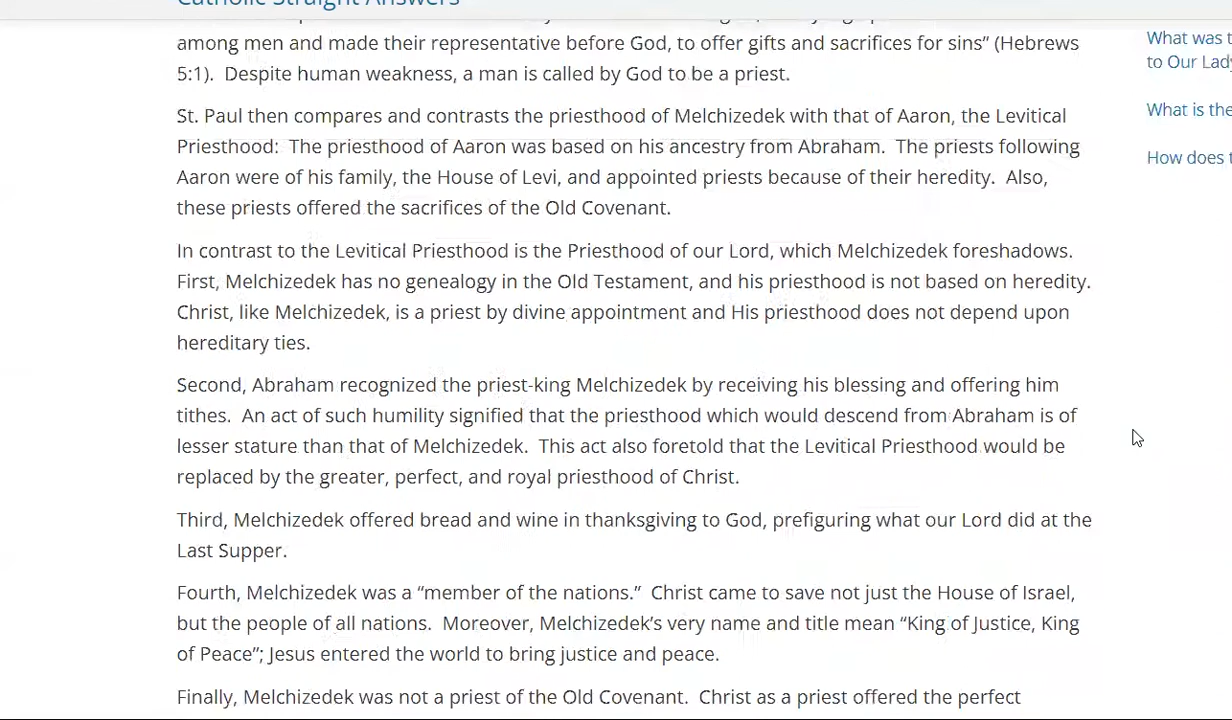 Catholic Straight Answers
among men and made their representative before God, to offer gifts and sacrifices for sins” (Hebrews
5:1).  Despite human weakness, a man is called by God to be a priest.
St. Paul then compares and contrasts the priesthood of Melchizedek with that of Aaron, the Levitical
Priesthood:  The priesthood of Aaron was based on his ancestry from Abraham.  The priests following
Aaron were of his family, the House of Levi, and appointed priests because of their heredity.  Also,
these priests offered the sacrifices of the Old Covenant.
In contrast to the Levitical Priesthood is the Priesthood of our Lord, which Melchizedek foreshadows.
First, Melchizedek has no genealogy in the Old Testament, and his priesthood is not based on heredity.
Christ, like Melchizedek, is a priest by divine appointment and His priesthood does not depend upon
hereditary ties.
Second, Abraham recognized the priest-king Melchizedek by receiving his blessing and offering him
tithes.  An act of such humility signified that the priesthood which would descend from Abraham is of
lesser stature than that of Melchizedek.  This act also foretold that the Levitical Priesthood would be
replaced by the greater, perfect, and royal priesthood of Christ.
Third, Melchizedek offered bread and wine in thanksgiving to God, prefiguring what our Lord did at the
Last Supper.
Fourth, Melchizedek was a “member of the nations.”  Christ came to save not just the House of Israel,
but the people of all nations.  Moreover, Melchizedek’s very name and title mean “King of Justice, King
of Peace”; Jesus entered the world to bring justice and peace.
Finally, Melchizedek was not a priest of the Old Covenant.  Christ as a priest offered the perfect
What was
to Our Lady
What is the
How does